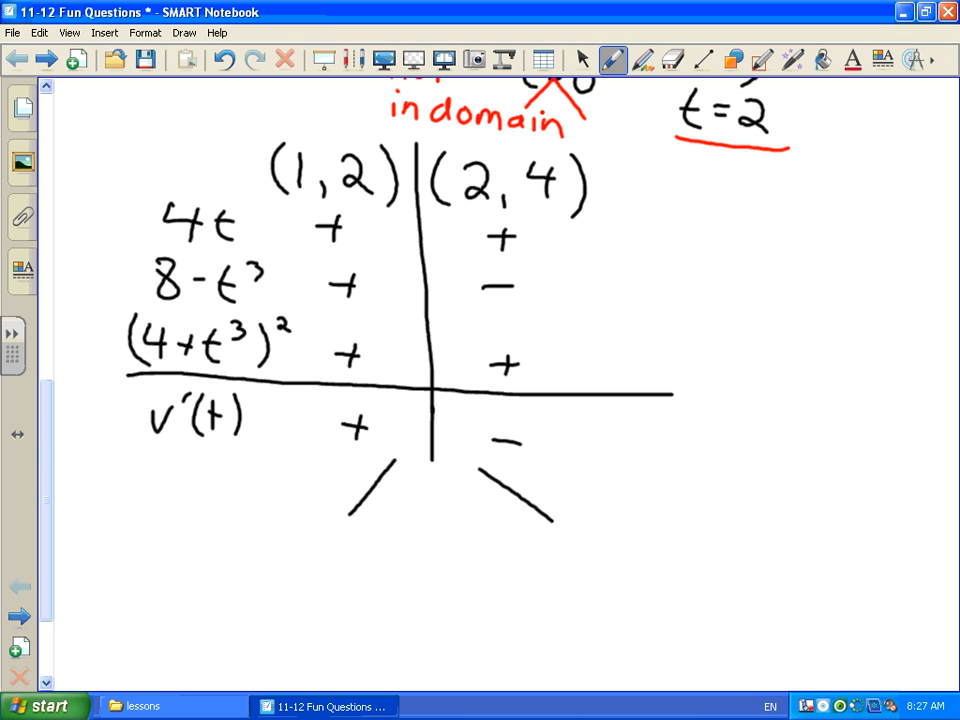 11-12 Fun Questions * - SMART Notebook
File Edit View Insert Format Draw Help
in domain
t = 2
(1, 2) (2, 4)
4t + +
8 - t³ + -
(4 + t³)² + +
v'(t) + -
start lessons 11-12 Fun Questions ... EN 8:27 AM